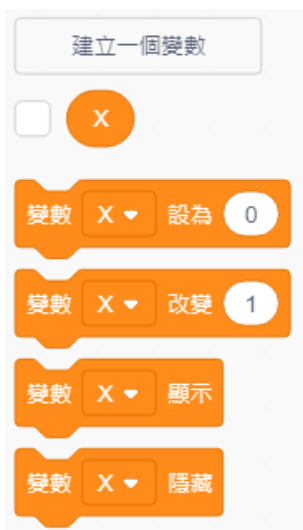 建立一個變數
X
變數 X 設為 0
變數 X 改變 1
變數 X 顯示
變數 X 隱藏